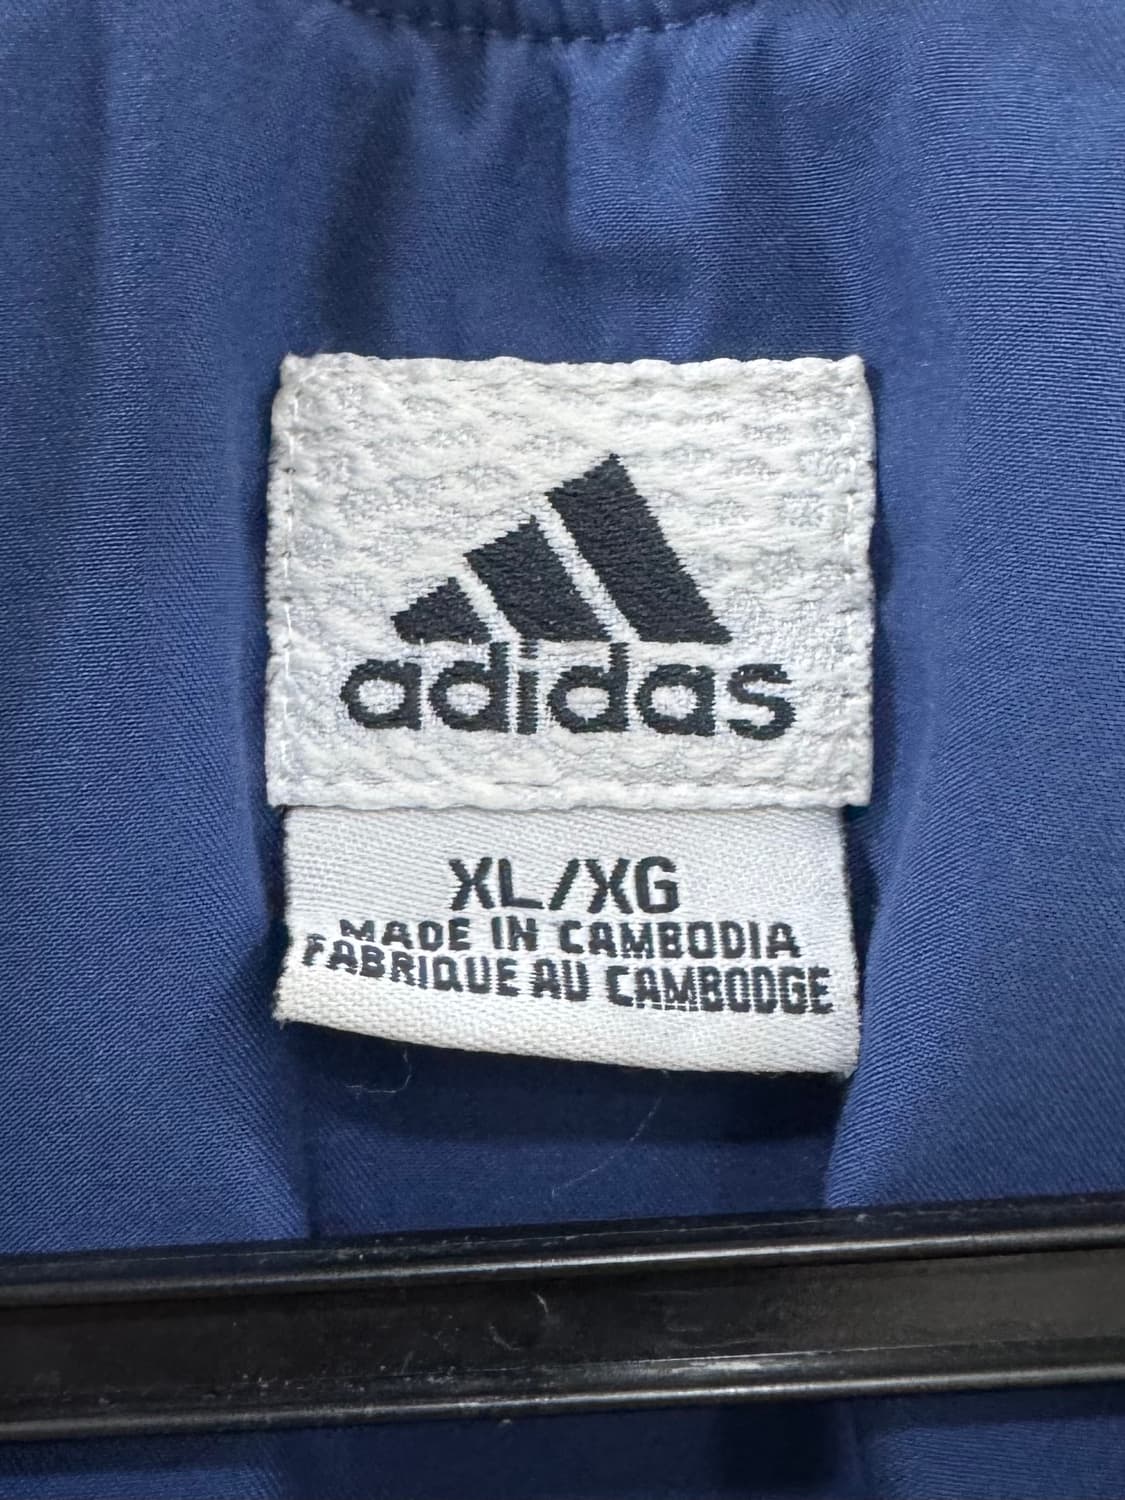 adidas
XL/XG
MADE IN CAMBODIA
FABRIQUE AU CAMBODGE